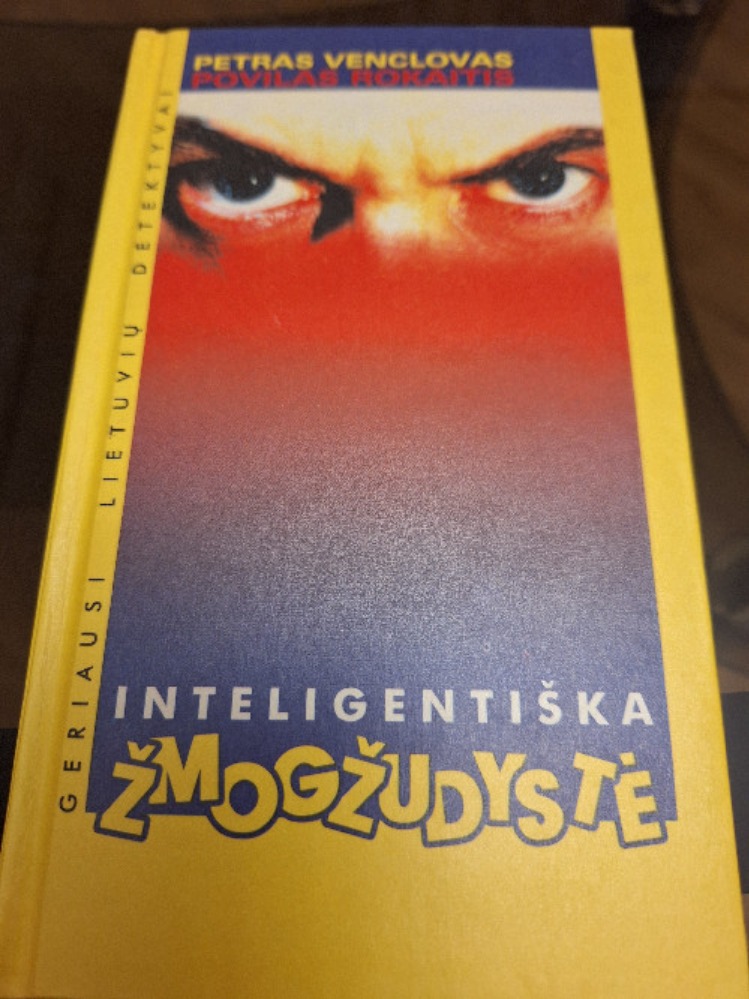 PETRAS VENCLOVAS
POVILAS ROKAITIS
GERIAUSI LIETUVIŲ DETEKTYVAI
INTELIGENTIŠKA
ŽMOGŽUDYSTĖ